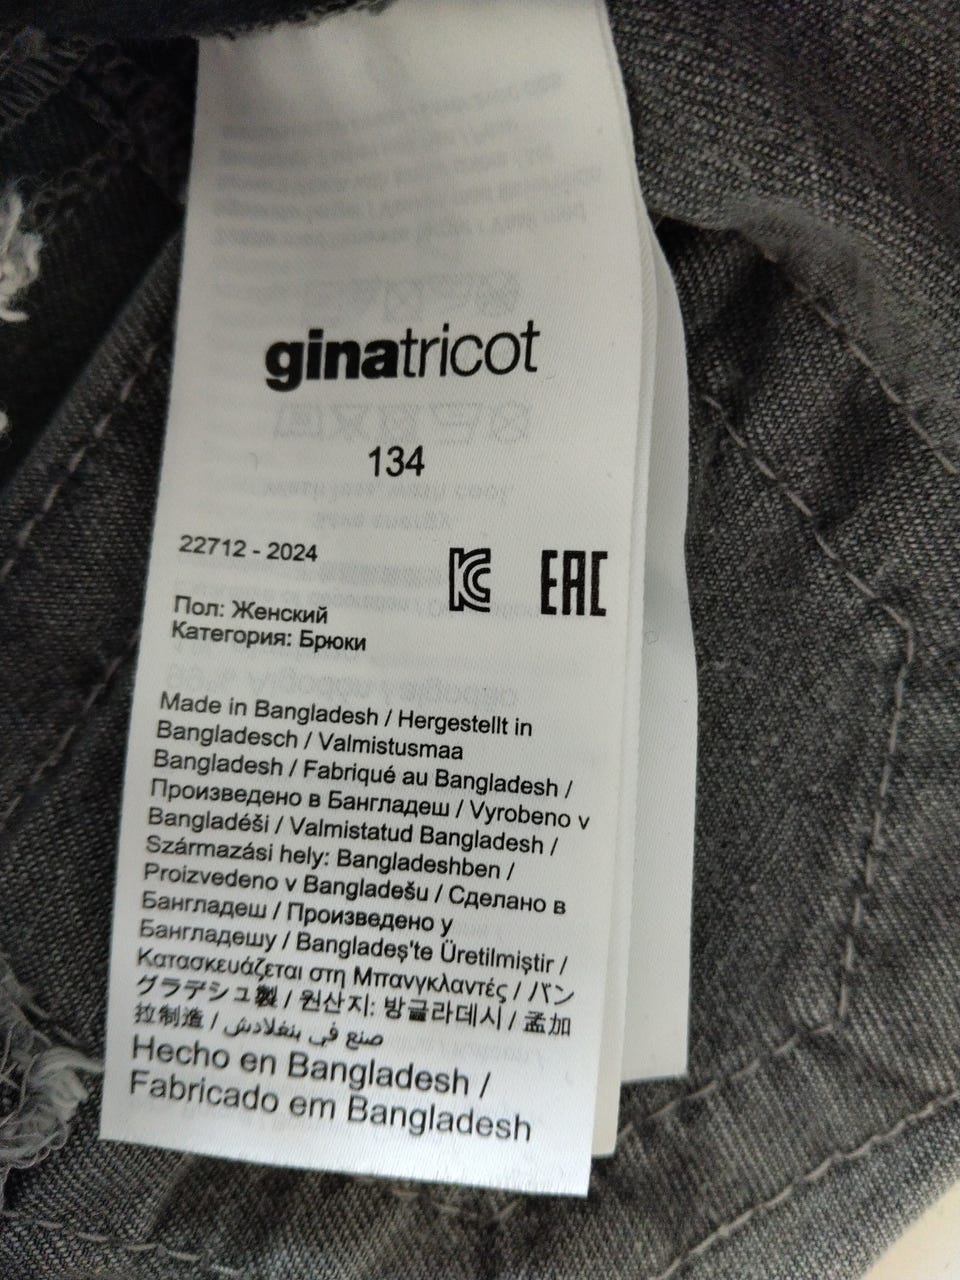 ginatricot
134
22712 - 2024
EAC
Пол: Женский
Категория: Брюки
Made in Bangladesh / Hergestellt in
Bangladesch / Valmistusmaa
Bangladesh / Fabriqué au Bangladesh /
Произведено в Бангладеш / Vyrobeno v
Bangladéši / Valmistatud Bangladesh /
Származási hely: Bangladeshben /
Proizvedeno v Bangladešu / Сделано в
Бангладеш / Произведено у
Бангладешу / Bangladeş'te Üretilmiştir /
Κατασκευάζεται στη Μπανγκλαντές / バン
グラデシュ製 / 원산지: 방글라데시 / 孟加
拉制造 / صنع في بنغلادش
Hecho en Bangladesh /
Fabricado em Bangladesh